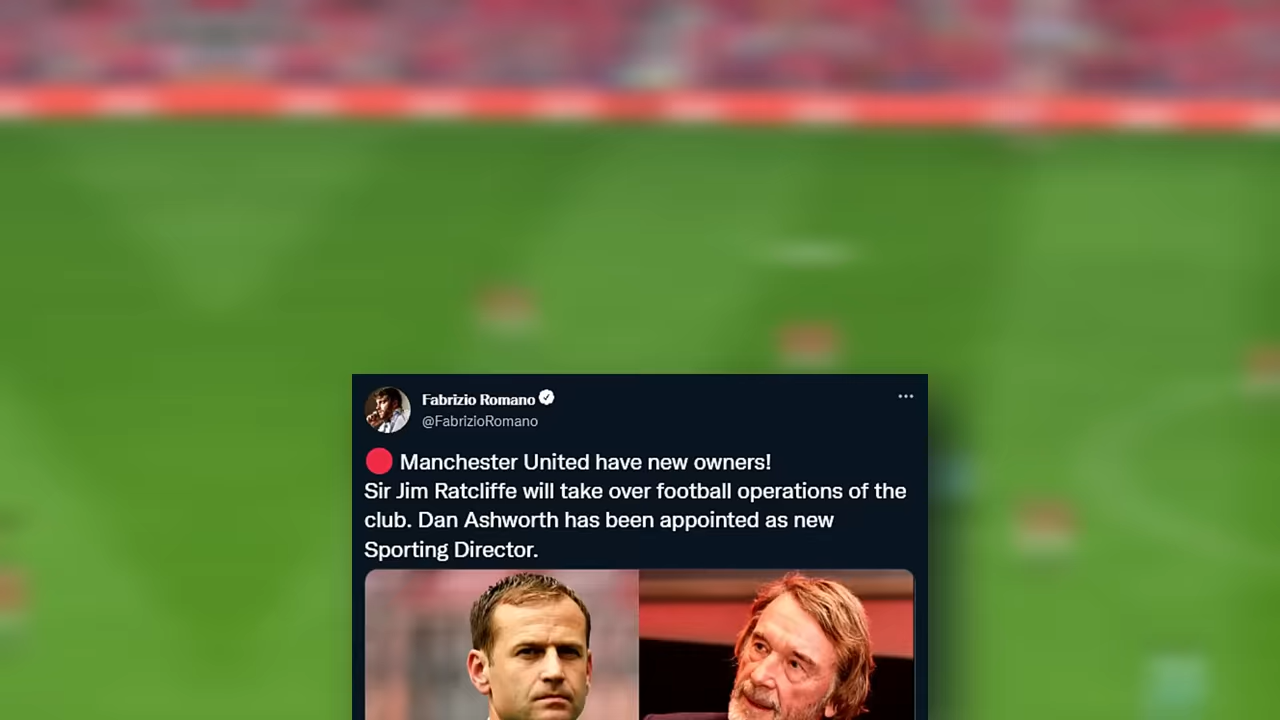 Fabrizio Romano
@FabrizioRomano
🔴 Manchester United have new owners!
Sir Jim Ratcliffe will take over football operations of the
club. Dan Ashworth has been appointed as new
Sporting Director.